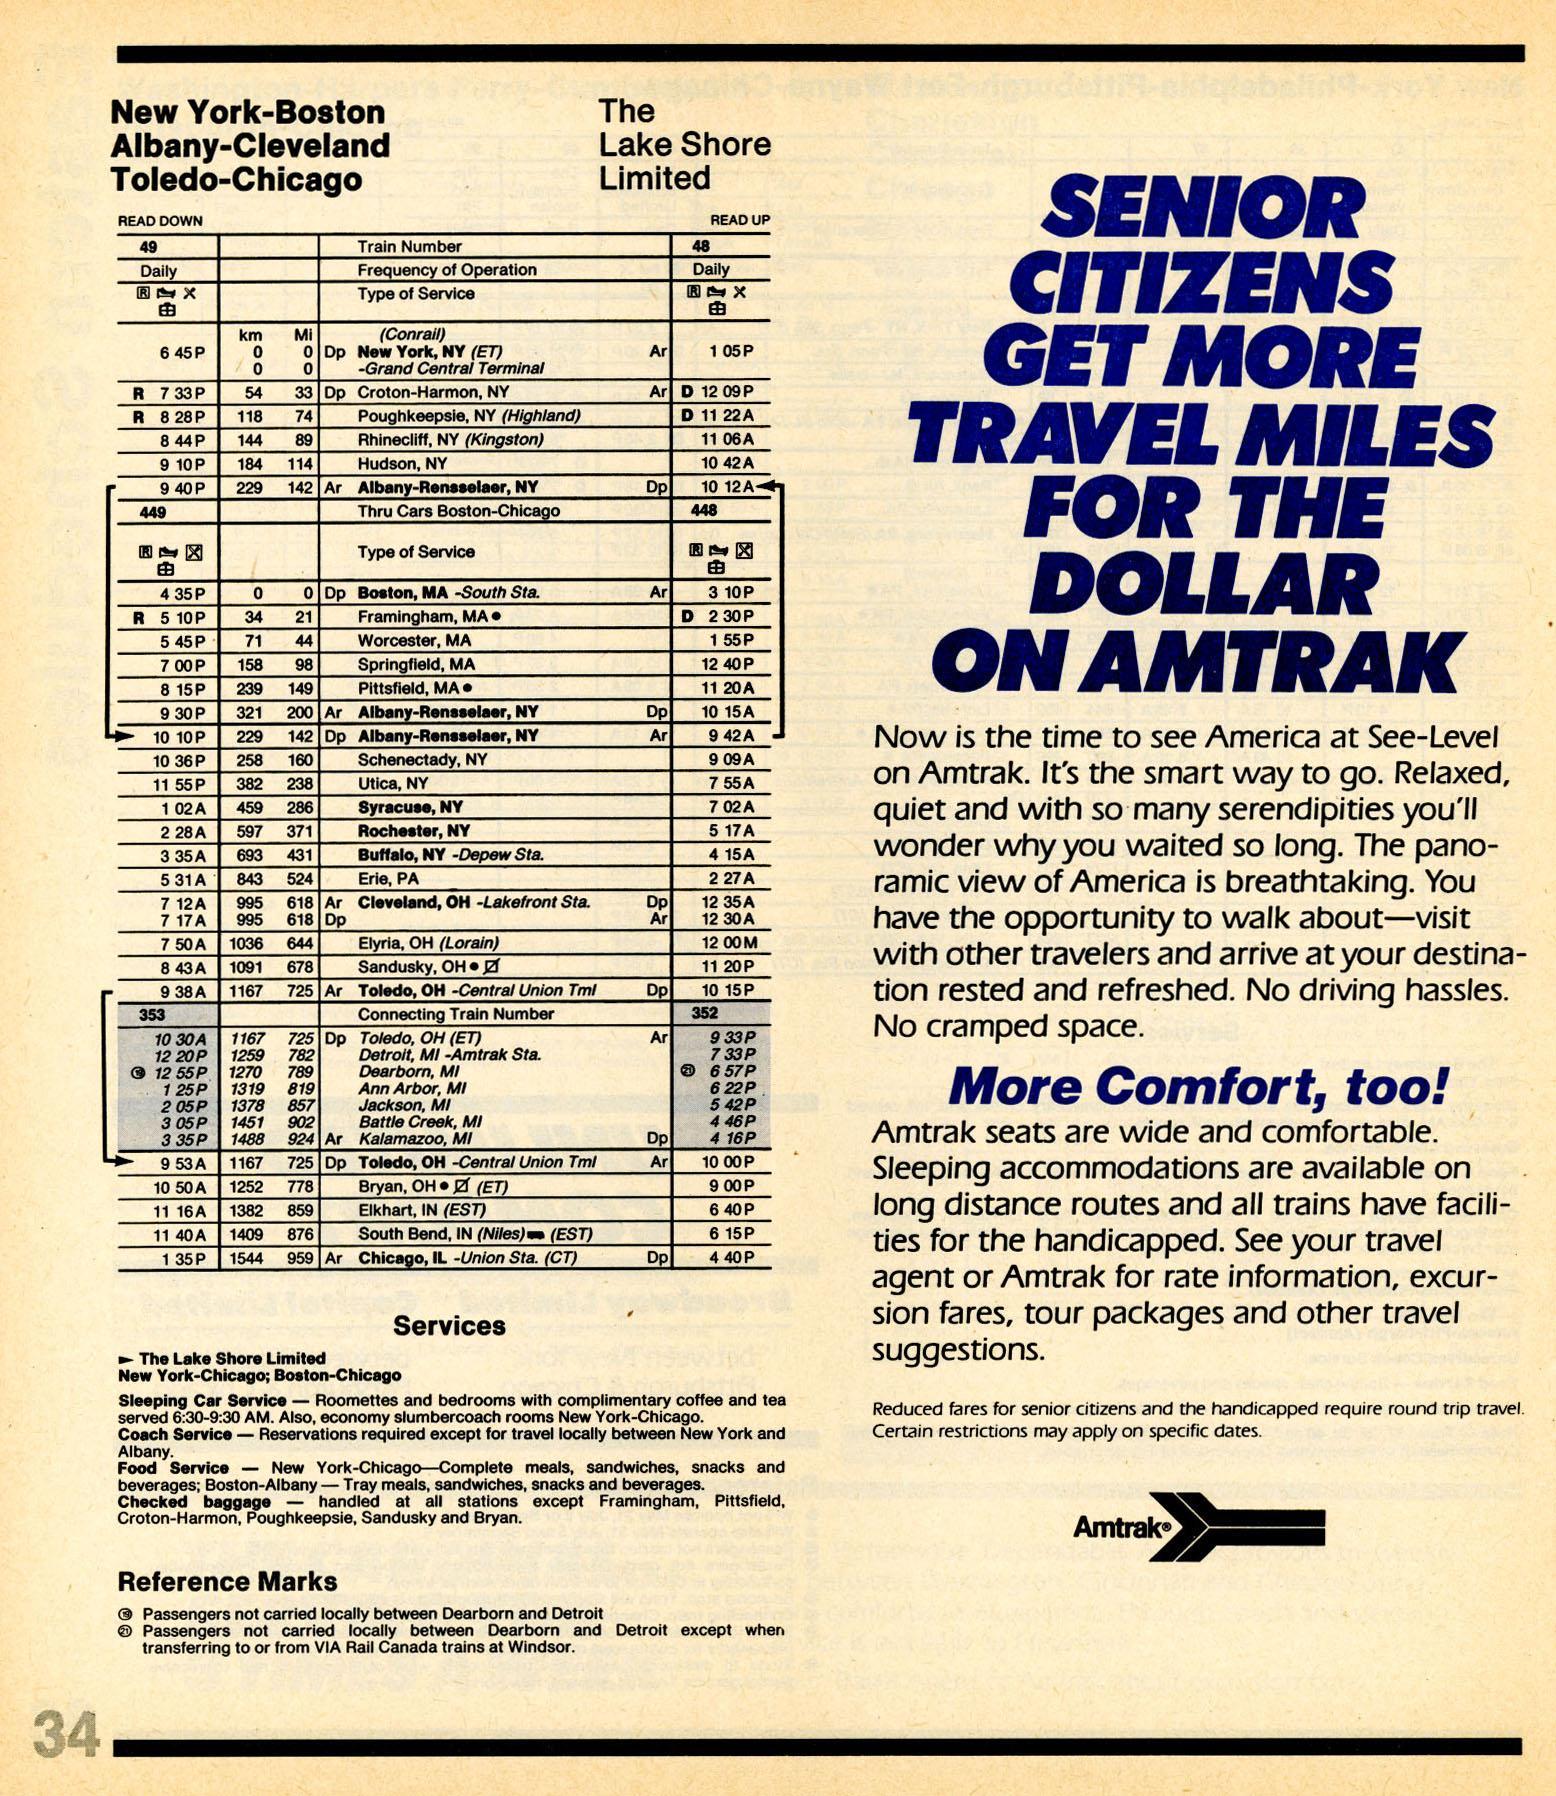 New York-Boston
Albany-Cleveland
Toledo-Chicago
The
Lake Shore
Limited
READ DOWN READ UP
49 Train Number 48
Daily Frequency of Operation Daily
R Type of Service R
km Mi (Conrail)
6 45P 0 0 Dp New York, NY (ET) Ar 1 05P
0 0 -Grand Central Terminal
R 7 33P 54 33 Dp Croton-Harmon, NY Ar D 12 09P
R 8 28P 118 74 Poughkeepsie, NY (Highland) D 11 22A
8 44P 144 89 Rhinecliff, NY (Kingston) 11 06A
9 10P 184 114 Hudson, NY 10 42A
9 40P 229 142 Ar Albany-Rensselaer, NY Dp 10 12A
449 Thru Cars Boston-Chicago 448
R Type of Service R
4 35P 0 0 Dp Boston, MA -South Sta. Ar 3 10P
R 5 10P 34 21 Framingham, MA ● D 2 30P
5 45P 71 44 Worcester, MA 1 55P
7 00P 158 98 Springfield, MA 12 40P
8 15P 239 149 Pittsfield, MA ● 11 20A
9 30P 321 200 Ar Albany-Rensselaer, NY Dp 10 15A
10 10P 229 142 Dp Albany-Rensselaer, NY Ar 9 42A
10 36P 258 160 Schenectady, NY 9 09A
11 55P 382 238 Utica, NY 7 55A
1 02A 459 286 Syracuse, NY 7 02A
2 28A 597 371 Rochester, NY 5 17A
3 35A 693 431 Buffalo, NY -Depew Sta. 4 15A
5 31A 843 524 Erie, PA 2 27A
7 12A 995 618 Ar Cleveland, OH -Lakefront Sta. Dp 12 35A
7 17A 995 618 Dp Ar 12 30A
7 50A 1036 644 Elyria, OH (Lorain) 12 00M
8 43A 1091 678 Sandusky, OH ● 11 20P
9 38A 1167 725 Ar Toledo, OH -Central Union Tml Dp 10 15P
353 Connecting Train Number 352
10 30A 1167 725 Dp Toledo, OH (ET) Ar 9 33P
12 20P 1259 782 Detroit, MI -Amtrak Sta. 7 33P
⑲ 12 55P 1270 789 Dearborn, MI ㉑ 6 57P
1 25P 1319 819 Ann Arbor, MI 6 22P
2 05P 1378 857 Jackson, MI 5 42P
3 05P 1451 902 Battle Creek, MI 4 46P
3 35P 1488 924 Ar Kalamazoo, MI Dp 4 16P
9 53A 1167 725 Dp Toledo, OH -Central Union Tml Ar 10 00P
10 50A 1252 778 Bryan, OH ● (ET) 9 00P
11 16A 1382 859 Elkhart, IN (EST) 6 40P
11 40A 1409 876 South Bend, IN (Niles) (EST) 6 15P
1 35P 1544 959 Ar Chicago, IL -Union Sta. (CT) Dp 4 40P
Services
► The Lake Shore Limited
New York-Chicago; Boston-Chicago
Sleeping Car Service — Roomettes and bedrooms with complimentary coffee and tea
served 6:30-9:30 AM. Also, economy slumbercoach rooms New York-Chicago.
Coach Service — Reservations required except for travel locally between New York and
Albany.
Food Service — New York-Chicago—Complete meals, sandwiches, snacks and
beverages; Boston-Albany — Tray meals, sandwiches, snacks and beverages.
Checked baggage — handled at all stations except Framingham, Pittsfield,
Croton-Harmon, Poughkeepsie, Sandusky and Bryan.
Reference Marks
⑲ Passengers not carried locally between Dearborn and Detroit
㉑ Passengers not carried locally between Dearborn and Detroit except when
transferring to or from VIA Rail Canada trains at Windsor.
34
SENIOR
CITIZENS
GET MORE
TRAVEL MILES
FOR THE
DOLLAR
ON AMTRAK
Now is the time to see America at See-Level
on Amtrak. It's the smart way to go. Relaxed,
quiet and with so many serendipities you'll
wonder why you waited so long. The pano-
ramic view of America is breathtaking. You
have the opportunity to walk about—visit
with other travelers and arrive at your destina-
tion rested and refreshed. No driving hassles.
No cramped space.
More Comfort, too!
Amtrak seats are wide and comfortable.
Sleeping accommodations are available on
long distance routes and all trains have facili-
ties for the handicapped. See your travel
agent or Amtrak for rate information, excur-
sion fares, tour packages and other travel
suggestions.
Reduced fares for senior citizens and the handicapped require round trip travel.
Certain restrictions may apply on specific dates.
Amtrak®